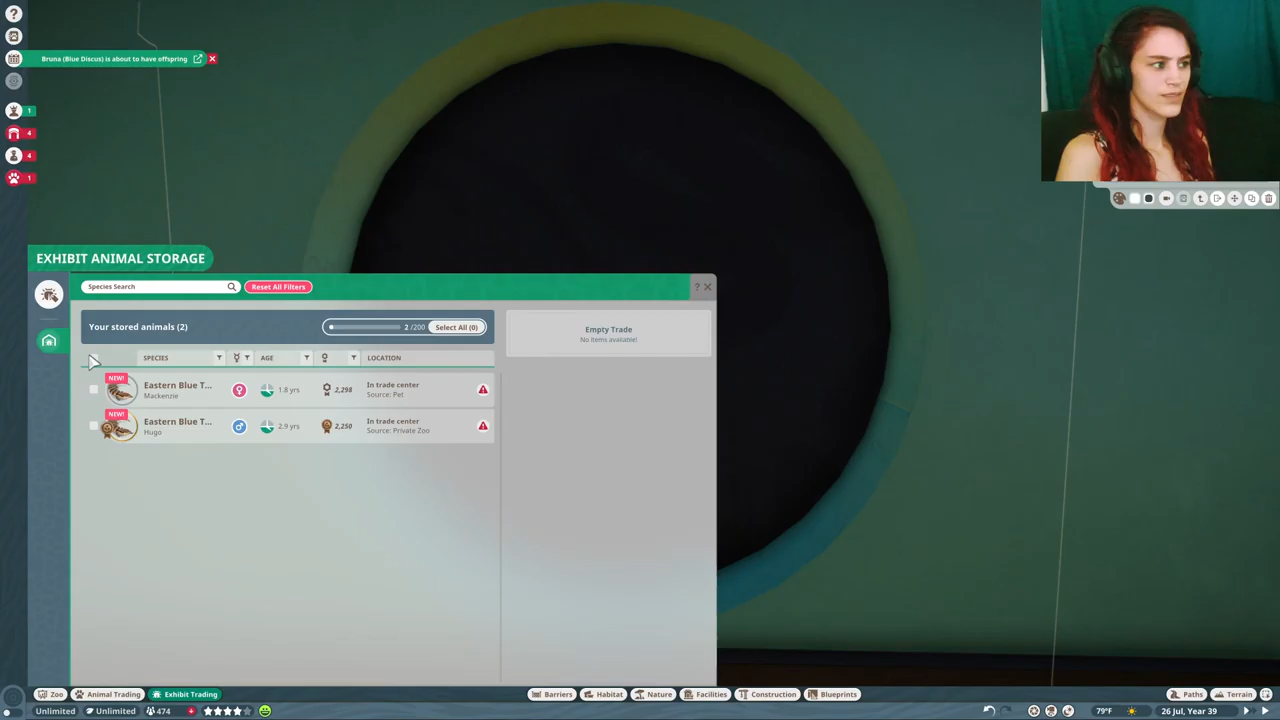 Bruna (Blue Discus) is about to have offspring
1
4
4
1
EXHIBIT ANIMAL STORAGE
Species Search
Reset All Filters
?
Your stored animals (2)
2 /200
Select All (0)
Empty Trade
No items available!
SPECIES
AGE
LOCATION
NEW!
Eastern Blue T...
Mackenzie
1.8 yrs
2,298
In trade center
Source: Pet
NEW!
Eastern Blue T...
Hugo
2.9 yrs
2,250
In trade center
Source: Private Zoo
Zoo
Animal Trading
Exhibit Trading
Barriers
Habitat
Nature
Facilities
Construction
Blueprints
Paths
Terrain
Unlimited
Unlimited
474
79°F
26 Jul, Year 39